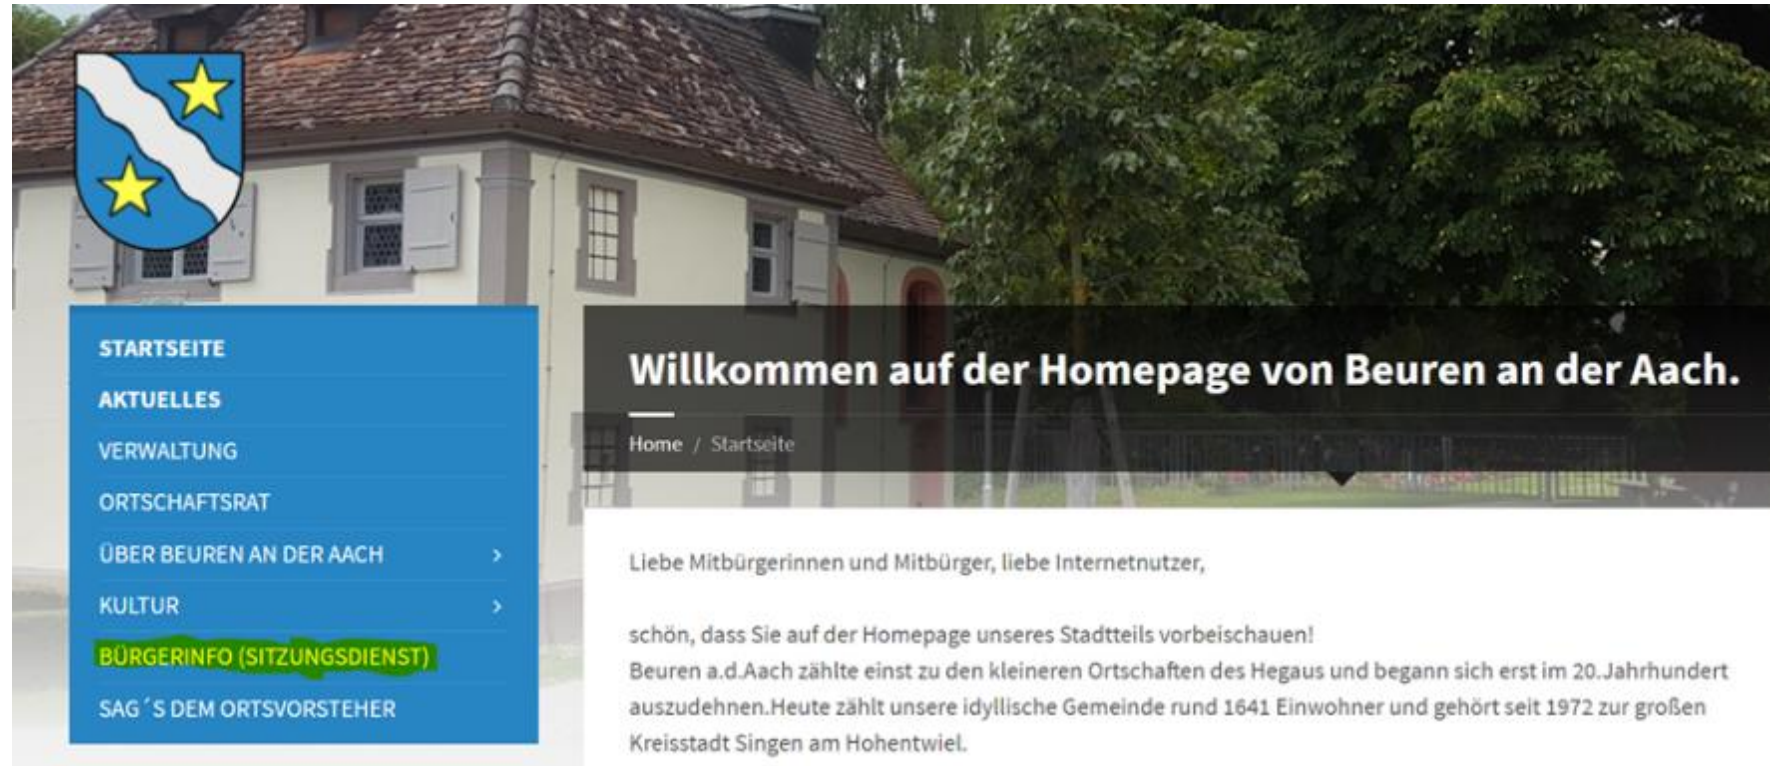 STARTSEITE
AKTUELLES
VERWALTUNG
ORTSCHAFTSRAT
ÜBER BEUREN AN DER AACH
KULTUR
BÜRGERINFO (SITZUNGSDIENST)
SAG´S DEM ORTSVORSTEHER
Willkommen auf der Homepage von Beuren an der Aach.
Home / Startseite
Liebe Mitbürgerinnen und Mitbürger, liebe Internetnutzer,
schön, dass Sie auf der Homepage unseres Stadtteils vorbeischauen!
Beuren a.d.Aach zählte einst zu den kleineren Ortschaften des Hegaus und begann sich erst im 20.Jahrhundert
auszudehnen.Heute zählt unsere idyllische Gemeinde rund 1641 Einwohner und gehört seit 1972 zur großen
Kreisstadt Singen am Hohentwiel.